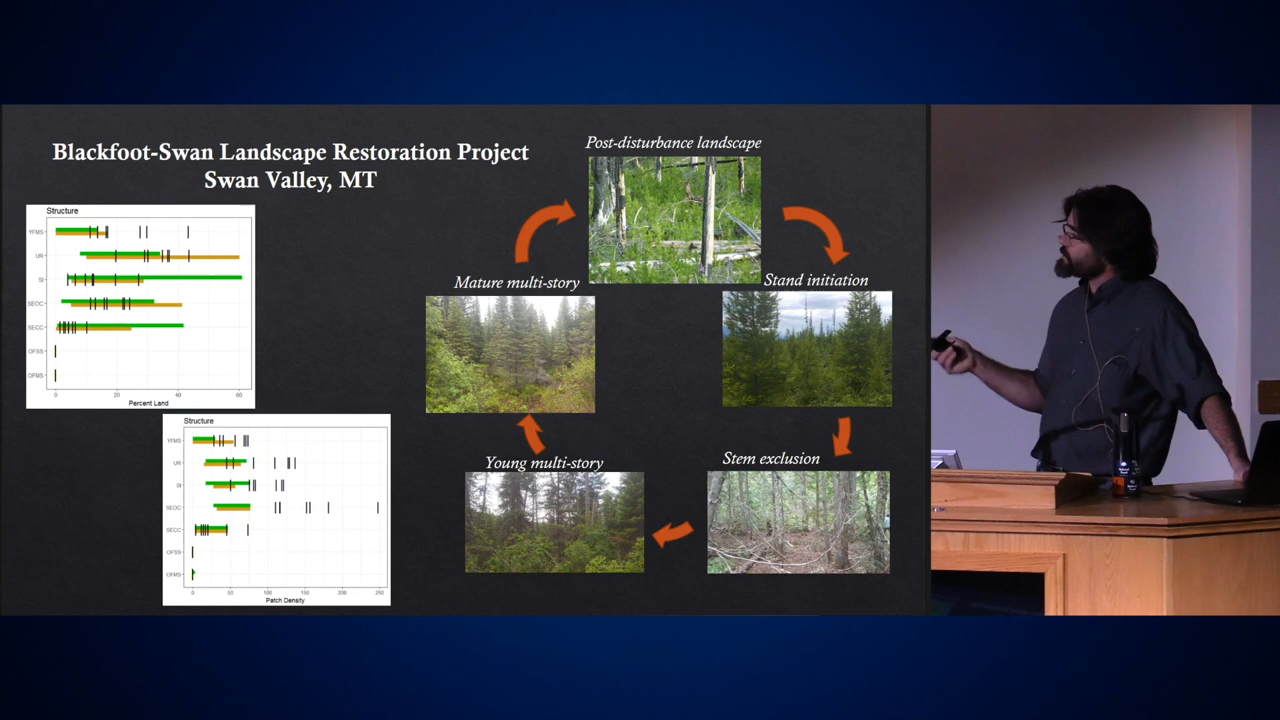 Blackfoot-Swan Landscape Restoration Project
Swan Valley, MT
Post-disturbance landscape
Stand initiation
Stem exclusion
Young multi-story
Mature multi-story
Structure
YFMS
UR
SI
SEOC
SECC
OFSS
OFMS
0 20 40 60
Percent Land
Structure
YFMS
UR
SI
SEOC
SECC
OFSS
OFMS
0 50 100 150 200 250
Patch Density